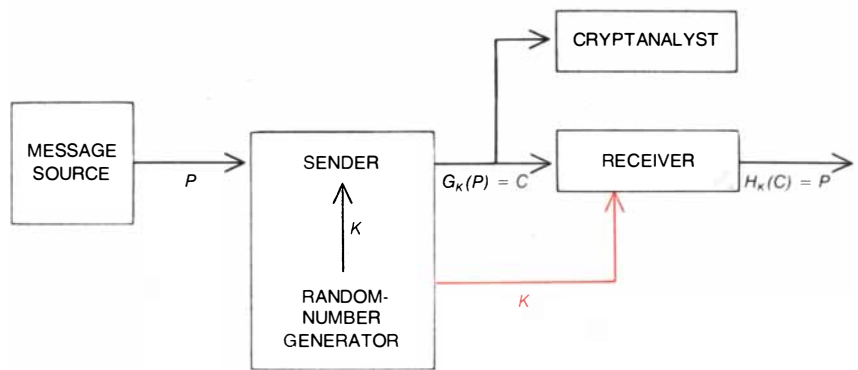 CRYPTANALYST
MESSAGE
SOURCE
P
SENDER
K
RANDOM-
NUMBER
GENERATOR
G_K(P) = C
RECEIVER
H_K(C) = P
K